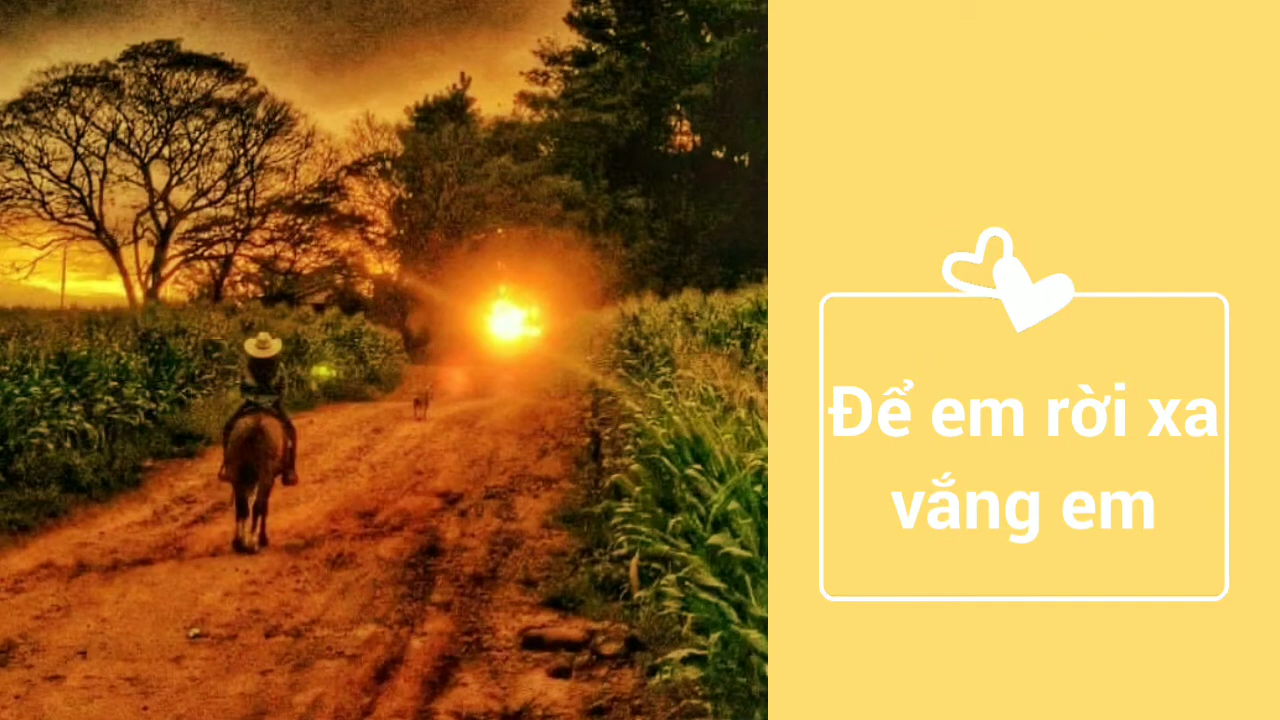 Để em rời xa
vắng em